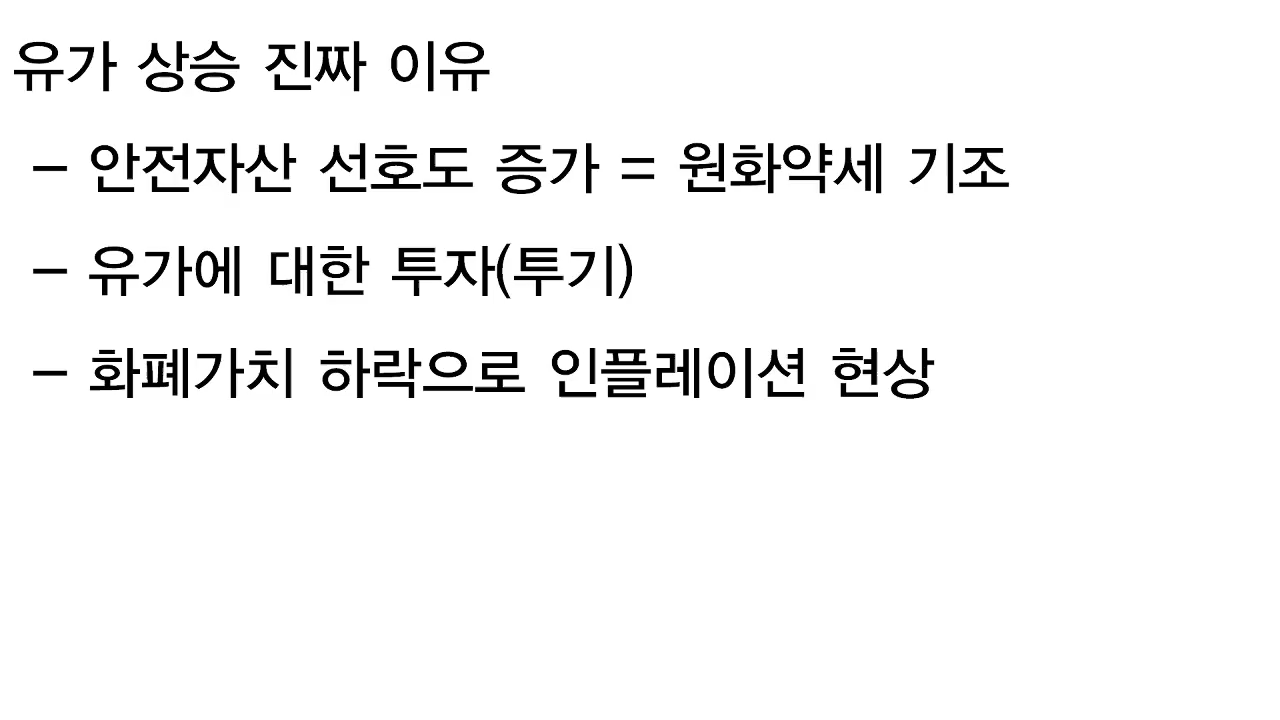 유가 상승 진짜 이유
- 안전자산 선호도 증가 = 원화약세 기조
- 유가에 대한 투자(투기)
- 화폐가치 하락으로 인플레이션 현상